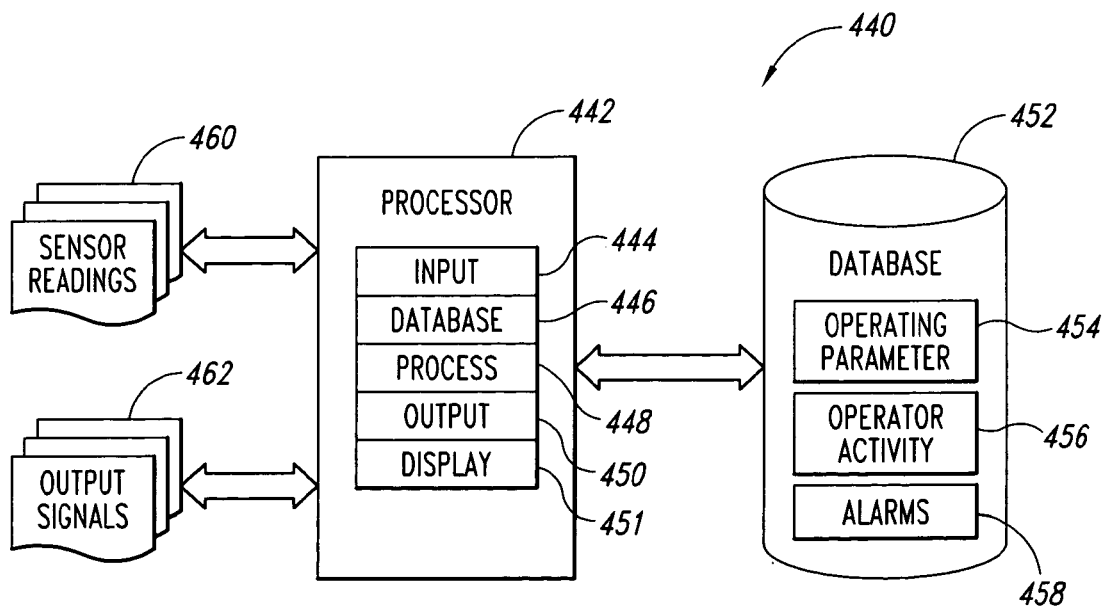 440
442
452
460
PROCESSOR
SENSOR
READINGS
INPUT
444
DATABASE
446
PROCESS
448
OUTPUT
450
DISPLAY
451
462
OUTPUT
SIGNALS
DATABASE
OPERATING
PARAMETER
454
OPERATOR
ACTIVITY
456
ALARMS
458